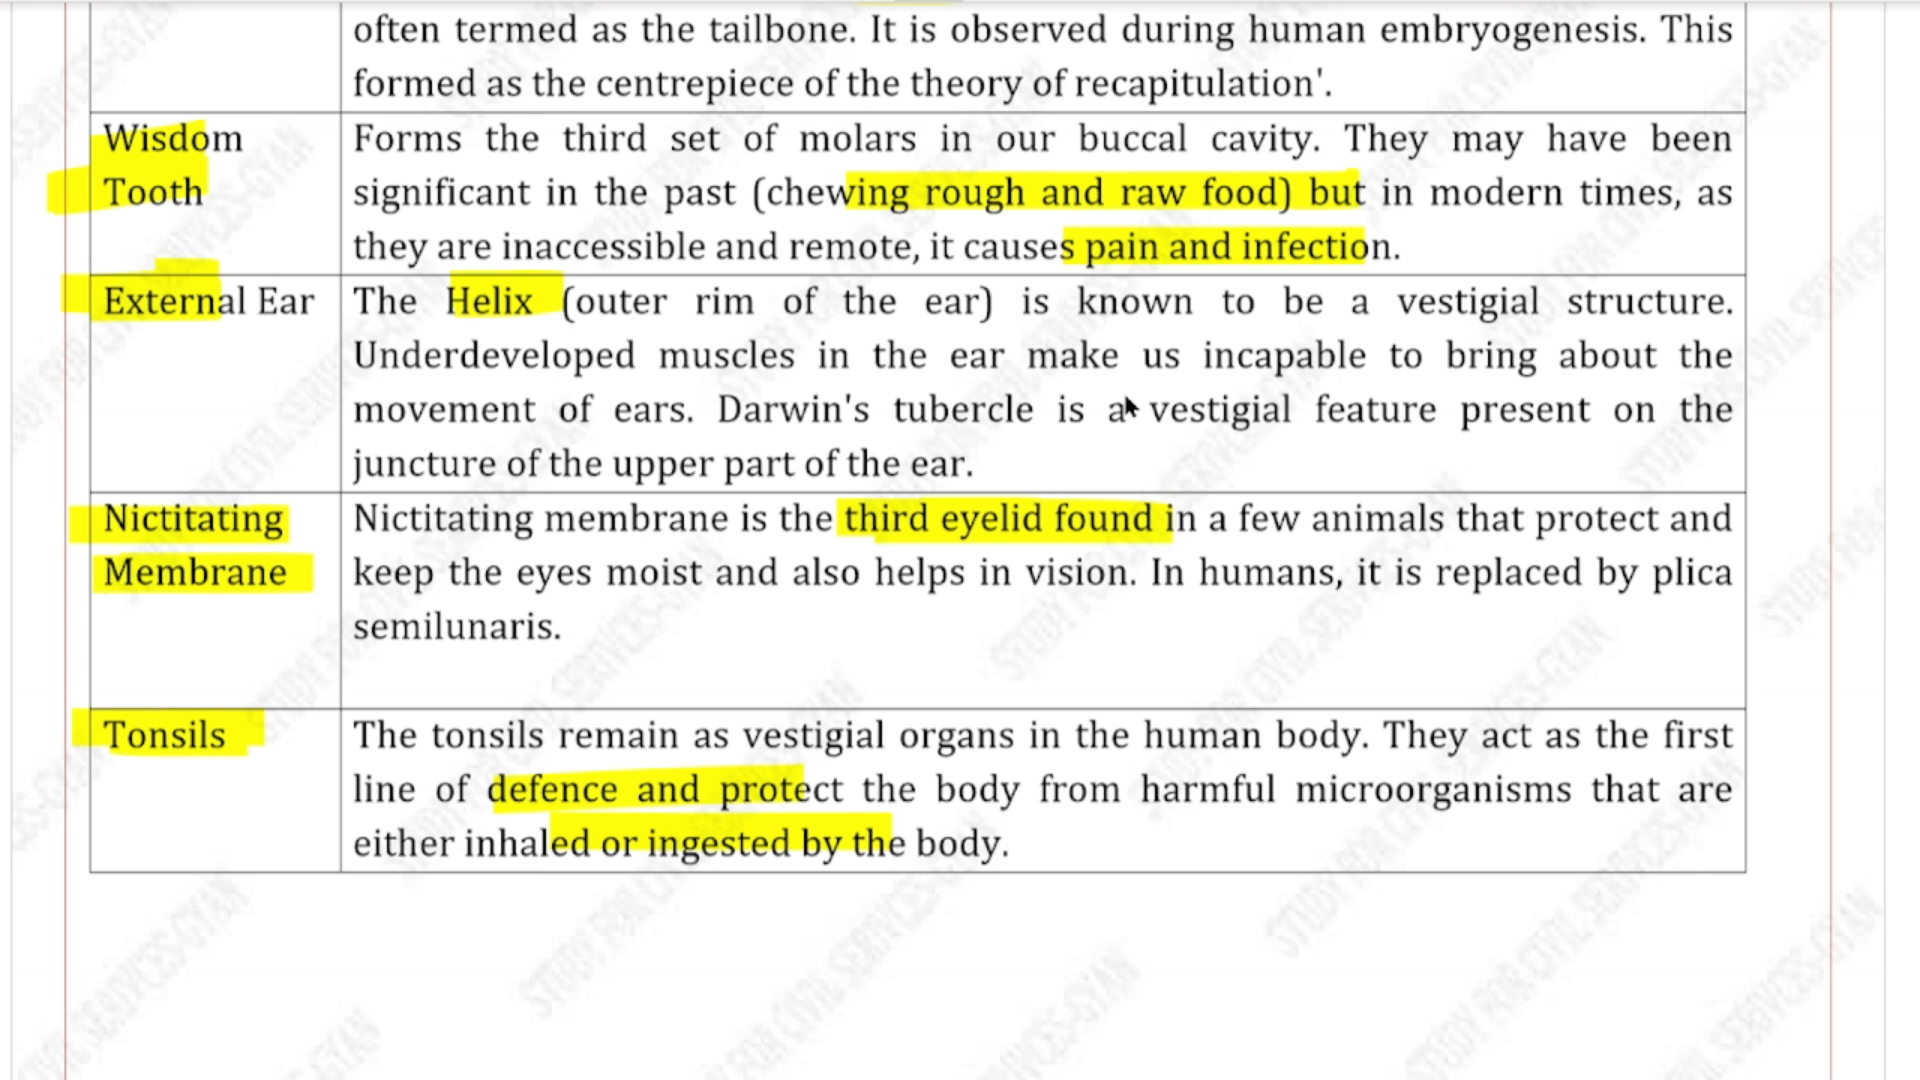 often termed as the tailbone. It is observed during human embryogenesis. This
formed as the centrepiece of the theory of recapitulation'.
Wisdom Tooth
Forms the third set of molars in our buccal cavity. They may have been
significant in the past (chewing rough and raw food) but in modern times, as
they are inaccessible and remote, it causes pain and infection.
External Ear
The Helix (outer rim of the ear) is known to be a vestigial structure.
Underdeveloped muscles in the ear make us incapable to bring about the
movement of ears. Darwin's tubercle is a vestigial feature present on the
juncture of the upper part of the ear.
Nictitating
Membrane
Nictitating membrane is the third eyelid found in a few animals that protect and
keep the eyes moist and also helps in vision. In humans, it is replaced by plica
semilunaris.
Tonsils
The tonsils remain as vestigial organs in the human body. They act as the first
line of defence and protect the body from harmful microorganisms that are
either inhaled or ingested by the body.
STUDY FOR CIVIL SERIVCES-GYAN